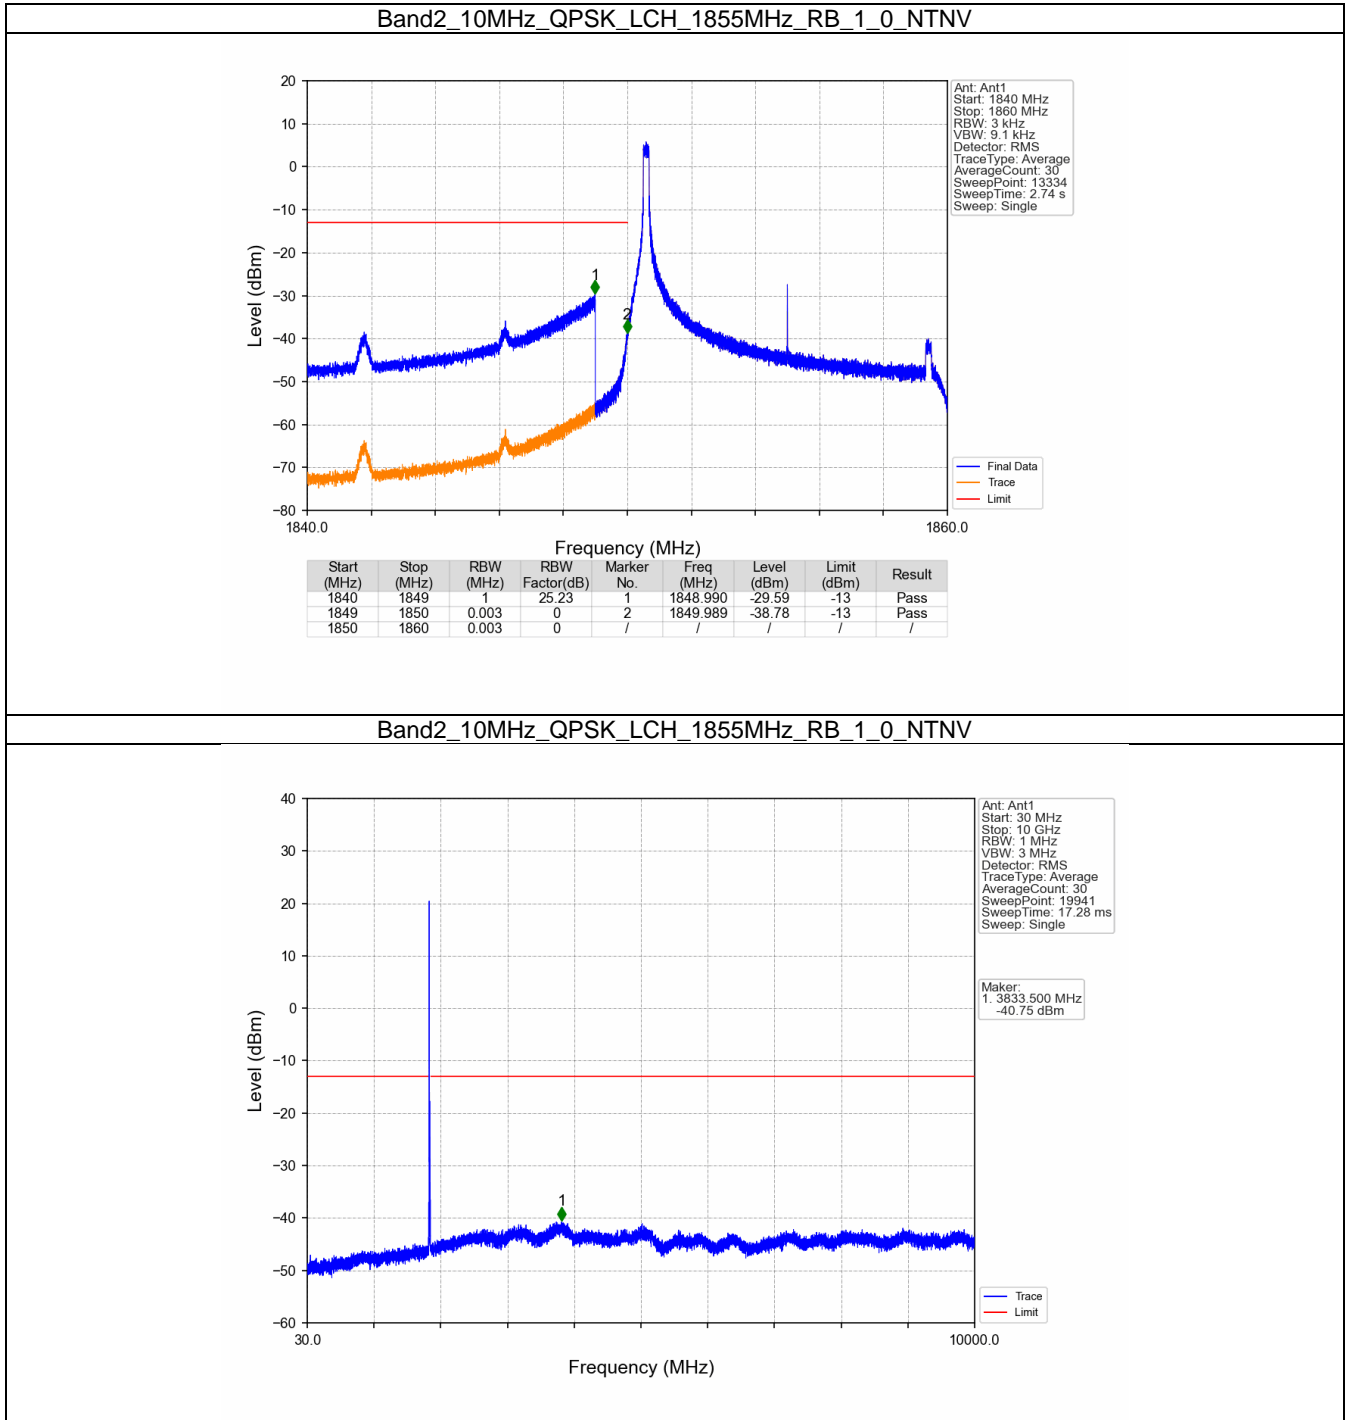 Band2_10MHz_QPSK_LCH_1855MHz_RB_1_0_NTNV
20
10
0
−10
−20
−30
−40
−50
−60
−70
−80
Level (dBm)
1
2
1840.0
1860.0
Frequency (MHz)
Ant: Ant1
Start: 1840 MHz
Stop: 1860 MHz
RBW: 3 kHz
VBW: 9.1 kHz
Detector: RMS
TraceType: Average
AverageCount: 30
SweepPoint: 13334
SweepTime: 2.74 s
Sweep: Single
Final Data
Trace
Limit
Start (MHz) Stop (MHz) RBW (MHz) RBW Factor(dB) Marker No. Freq (MHz) Level (dBm) Limit (dBm) Result
1840 1849 1 25.23 1 1848.990 -29.59 -13 Pass
1849 1850 0.003 0 2 1849.989 -38.78 -13 Pass
1850 1860 0.003 0 / / / / /
Band2_10MHz_QPSK_LCH_1855MHz_RB_1_0_NTNV
40
30
20
10
0
−10
−20
−30
−40
−50
−60
Level (dBm)
1
30.0
10000.0
Frequency (MHz)
Ant: Ant1
Start: 30 MHz
Stop: 10 GHz
RBW: 1 MHz
VBW: 3 MHz
Detector: RMS
TraceType: Average
AverageCount: 30
SweepPoint: 19941
SweepTime: 17.28 ms
Sweep: Single
Maker:
1. 3833.500 MHz
-40.75 dBm
Trace
Limit